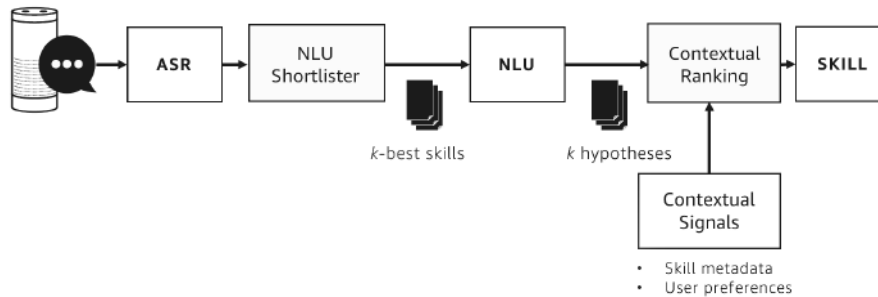 ASR
NLU
Shortlister
NLU
Contextual
Ranking
SKILL
k-best skills
k hypotheses
Contextual
Signals
• Skill metadata
• User preferences